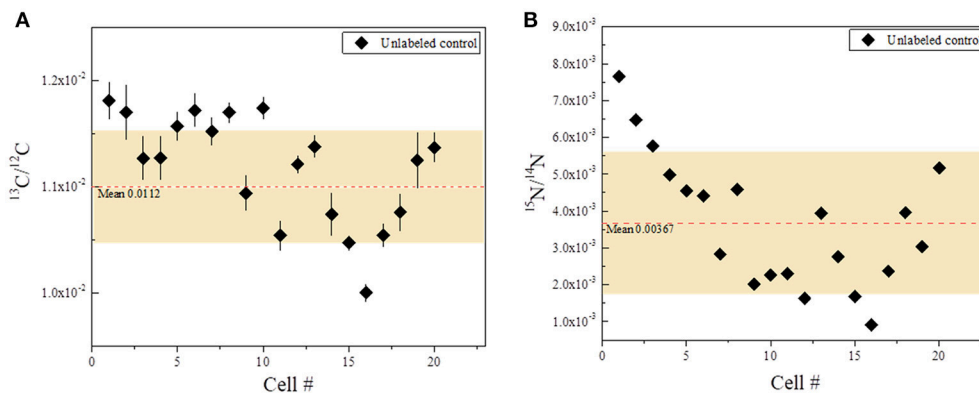 A
Unlabeled control
1.2x10⁻²
1.1x10⁻²
1.0x10⁻²
¹³C/¹²C
Mean 0.0112
0 5 10 15 20
Cell #
B
Unlabeled control
9.0x10⁻³
8.0x10⁻³
7.0x10⁻³
6.0x10⁻³
5.0x10⁻³
4.0x10⁻³
3.0x10⁻³
2.0x10⁻³
1.0x10⁻³
¹⁵N/¹⁴N
Mean 0.00367
0 5 10 15 20
Cell #